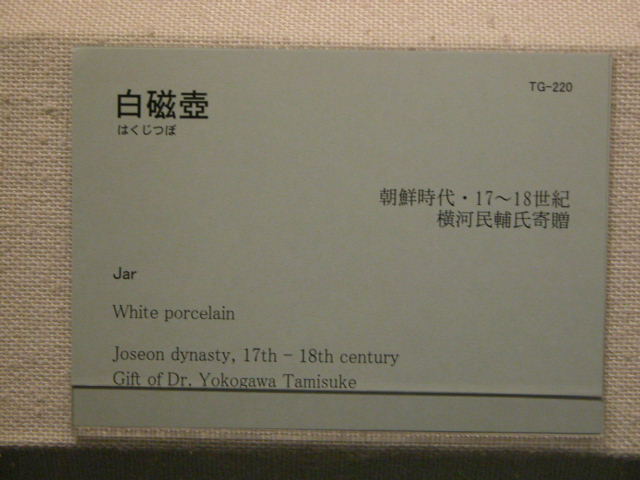 白磁壺
TG-220
はくじつぼ
朝鮮時代・17～18世紀
横河民輔氏寄贈
Jar
White porcelain
Joseon dynasty, 17th - 18th century
Gift of Dr. Yokogawa Tamisuke